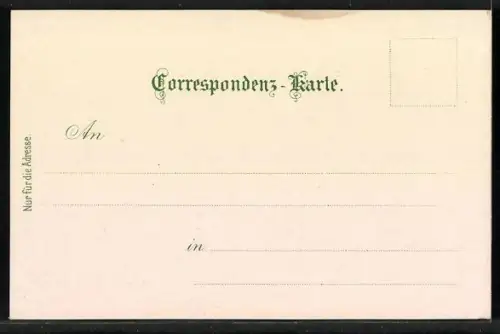 Correspondenz-Karte.
An
in
Nur für die Adresse.